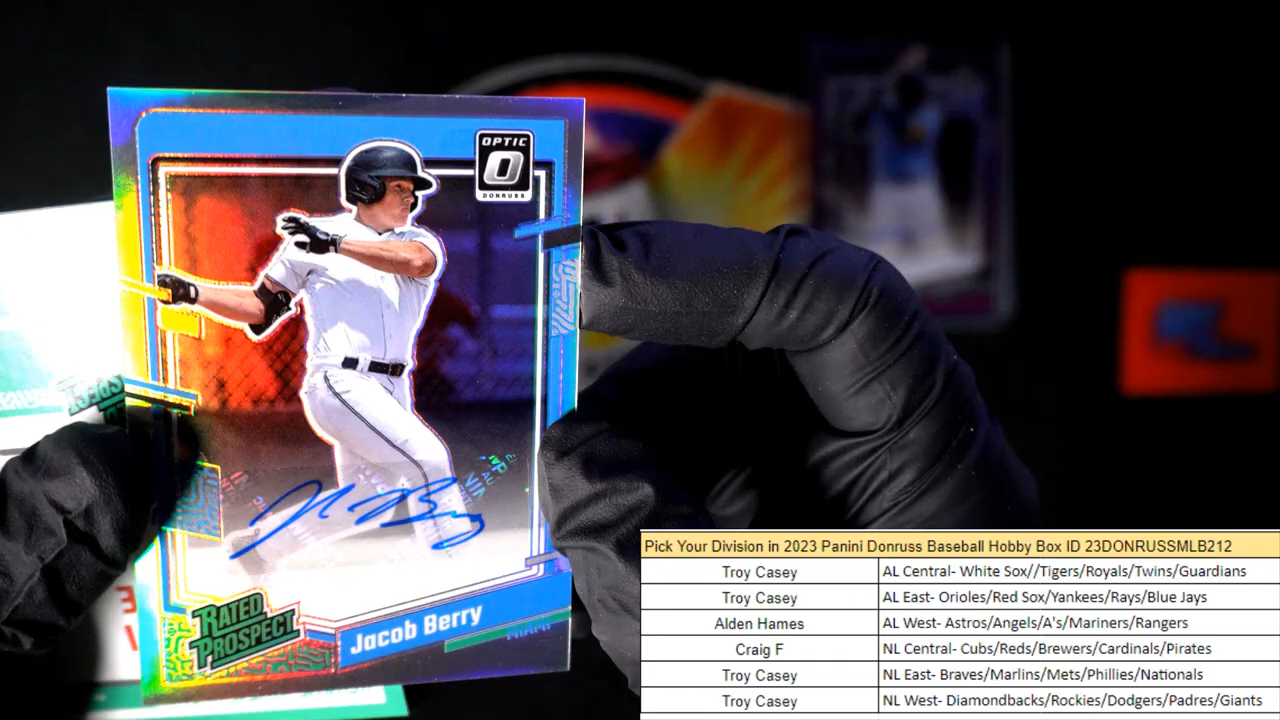 OPTIC
O
DONRUSS
RATED
PROSPECT
Jacob Berry
MIAMI
Pick Your Division in 2023 Panini Donruss Baseball Hobby Box ID 23DONRUSSMLB212
Troy Casey AL Central- White Sox//Tigers/Royals/Twins/Guardians
Troy Casey AL East- Orioles/Red Sox/Yankees/Rays/Blue Jays
Alden Hames AL West- Astros/Angels/A's/Mariners/Rangers
Craig F NL Central- Cubs/Reds/Brewers/Cardinals/Pirates
Troy Casey NL East- Braves/Marlins/Mets/Phillies/Nationals
Troy Casey NL West- Diamondbacks/Rockies/Dodgers/Padres/Giants